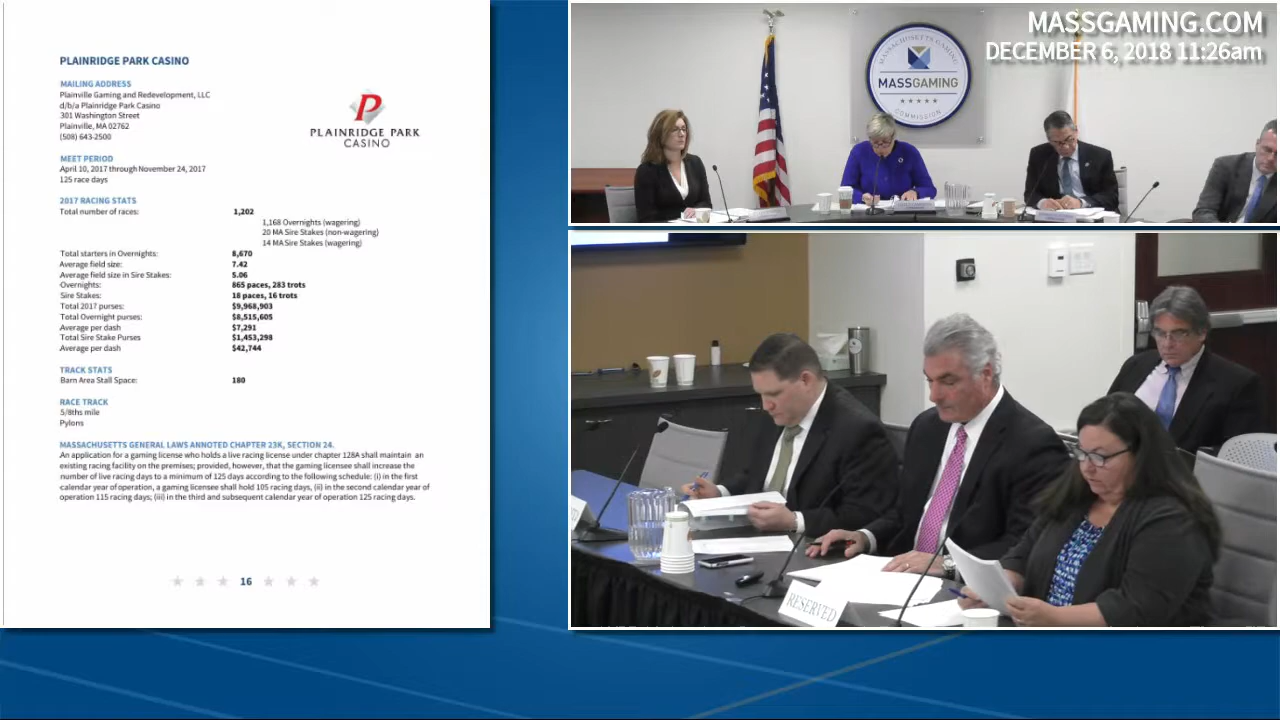 PLAINRIDGE PARK CASINO
MAILING ADDRESS
Plainville Gaming and Redevelopment, LLC
d/b/a Plainridge Park Casino
301 Washington Street
Plainville, MA 02762
(508) 643-2500
PLAINRIDGE PARK
CASINO
MEET PERIOD
April 10, 2017 through November 24, 2017
125 race days
2017 RACING STATS
Total number of races: 1,202
1,168 Overnights (wagering)
20 MA Sire Stakes (non-wagering)
14 MA Sire Stakes (wagering)
Total starters in Overnights: 8,670
Average field size: 7.42
Average field size in Sire Stakes: 5.06
Overnights: 865 paces, 283 trots
Sire Stakes: 18 paces, 16 trots
Total 2017 purses: $9,968,903
Total Overnight purses: $8,515,605
Average per dash $7,291
Total Sire Stake Purses $1,453,298
Average per dash $42,744
TRACK STATS
Barn Area Stall Space: 180
RACE TRACK
5/8ths mile
Pylons
MASSACHUSETTS GENERAL LAWS ANNOTED CHAPTER 23K, SECTION 24.
An application for a gaming license who holds a live racing license under chapter 128A shall maintain an
existing racing facility on the premises; provided, however, that the gaming licensee shall increase the
number of live racing days to a minimum of 125 days according to the following schedule: (i) in the first
calendar year of operation, a gaming licensee shall hold 105 racing days, (ii) in the second calendar year of
operation 115 racing days; (iii) in the third and subsequent calendar year of operation 125 racing days.
16
MASSGAMING.COM
DECEMBER 6, 2018 11:26am
MASSACHUSETTS GAMING
MASSGAMING
COMMISSION
RESERVED